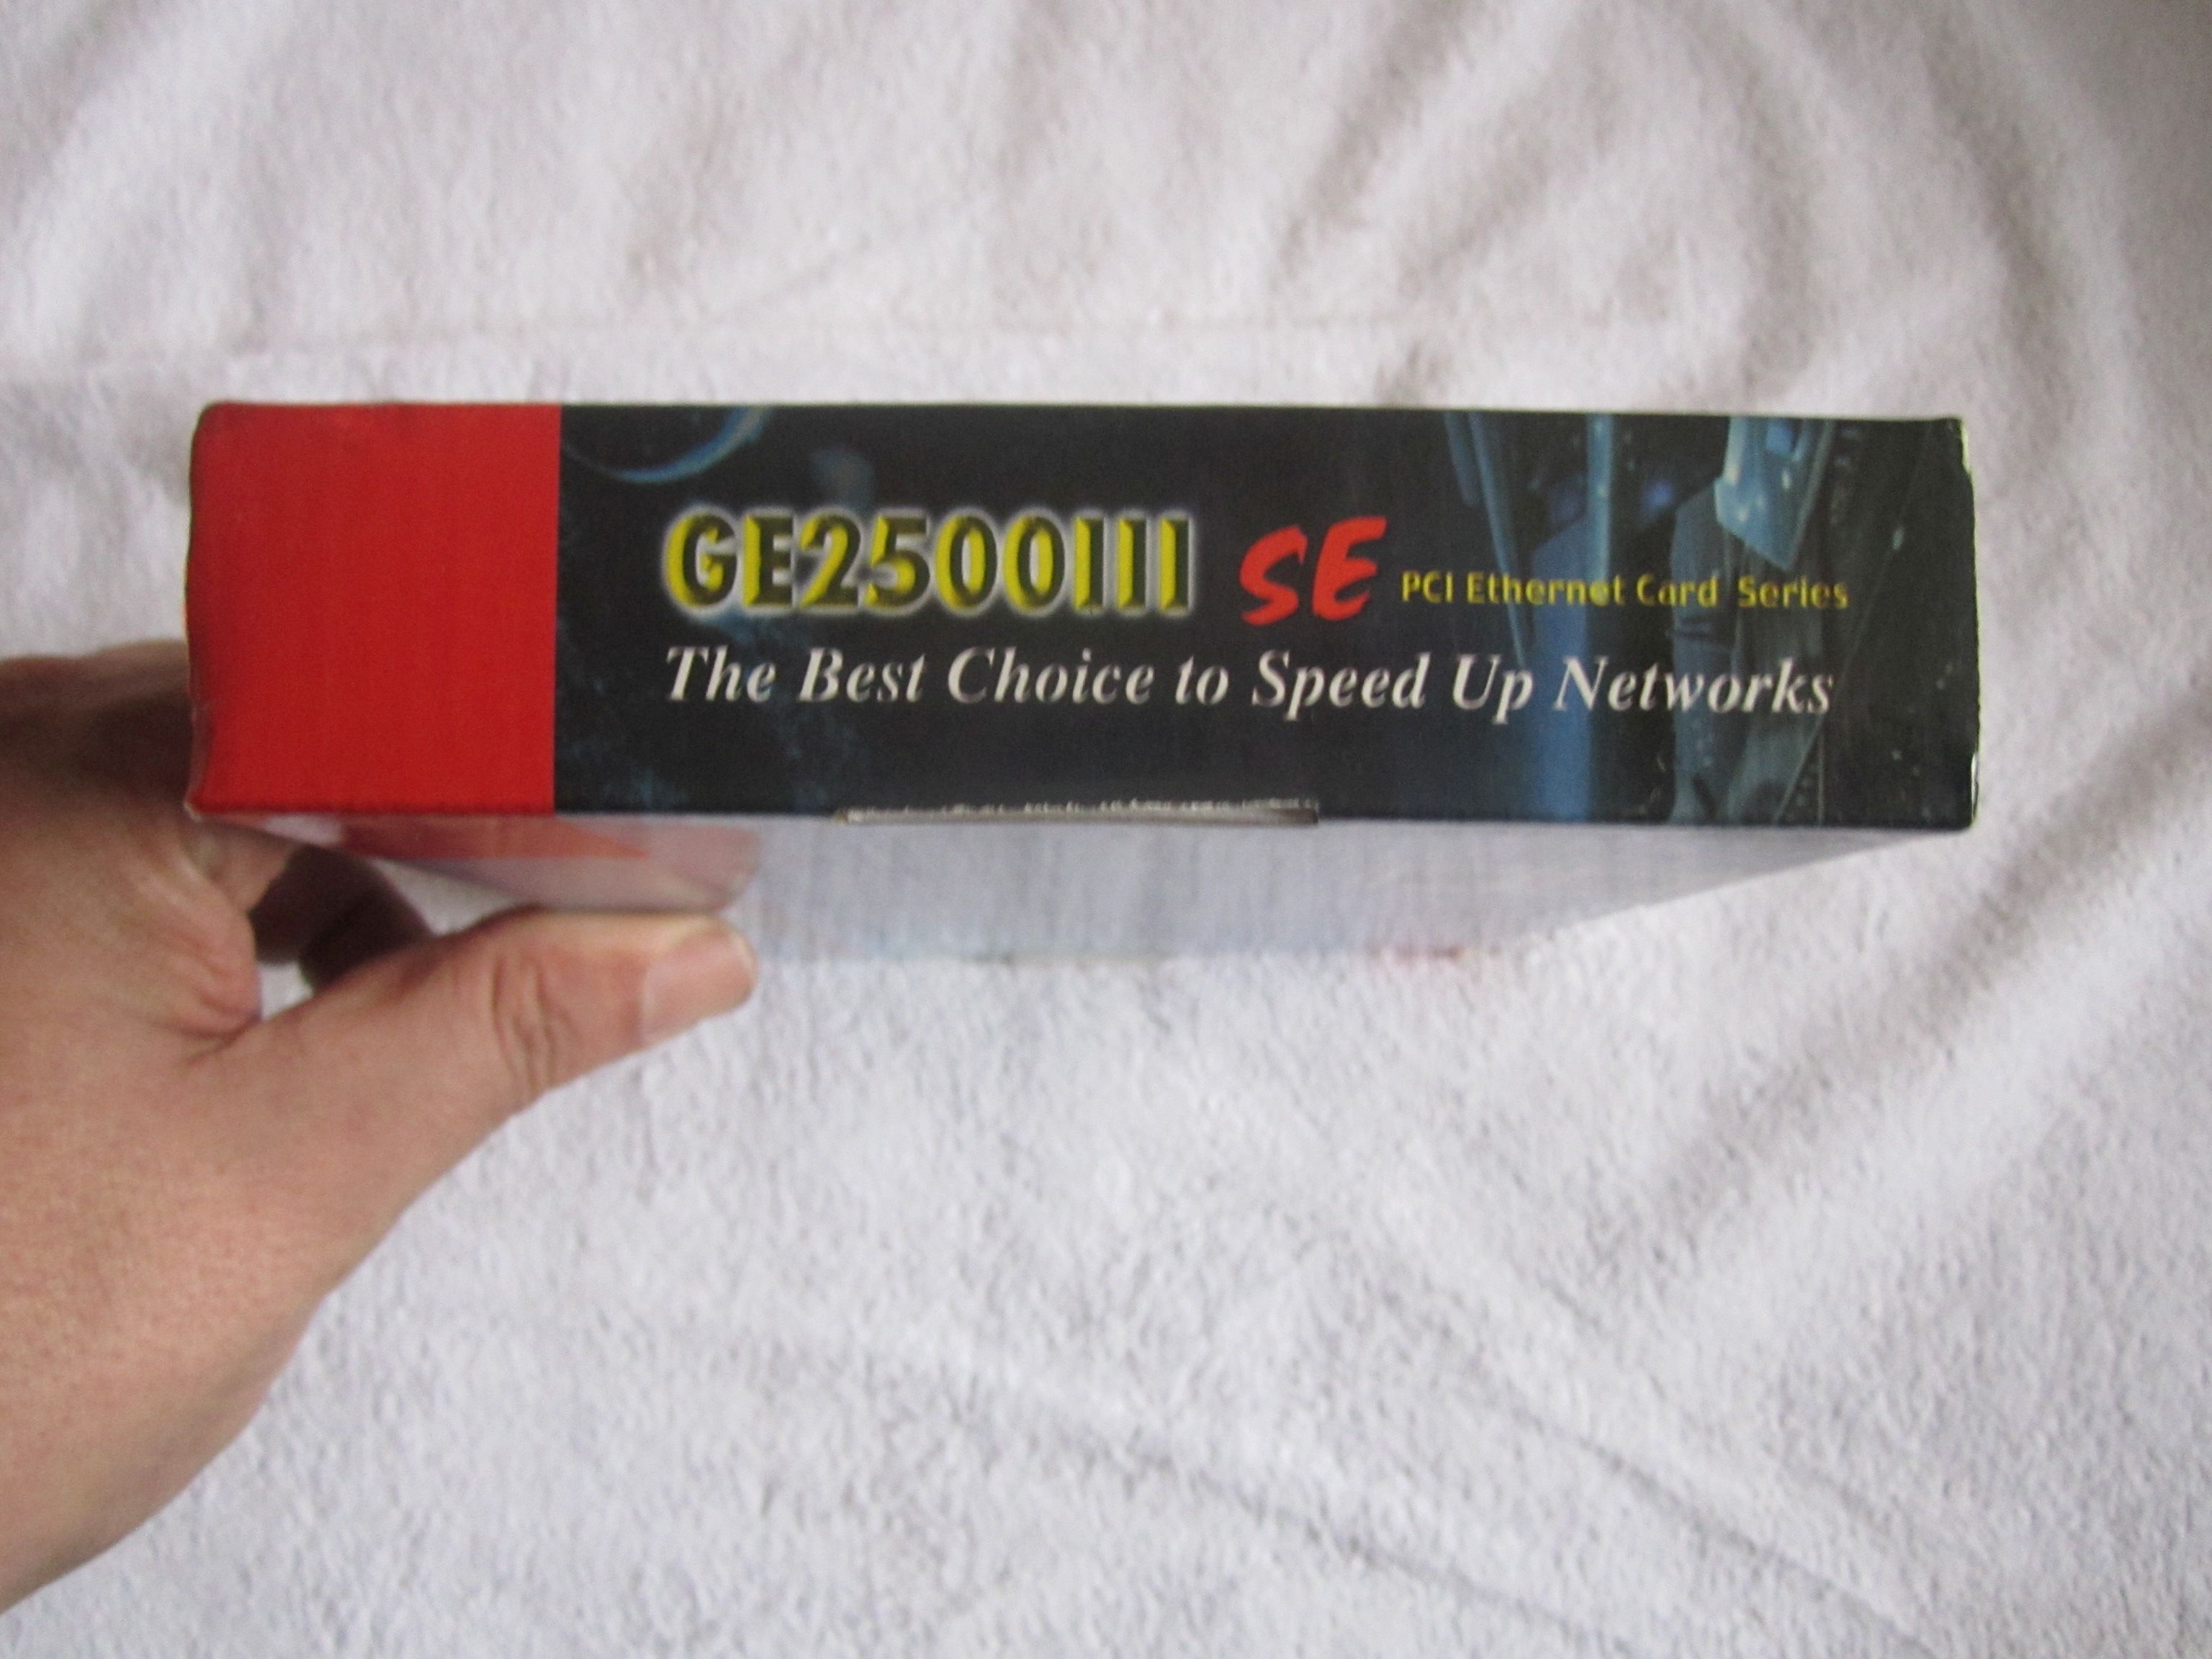 GE2500III SE PCI Ethernet Card Series
The Best Choice to Speed Up Networks